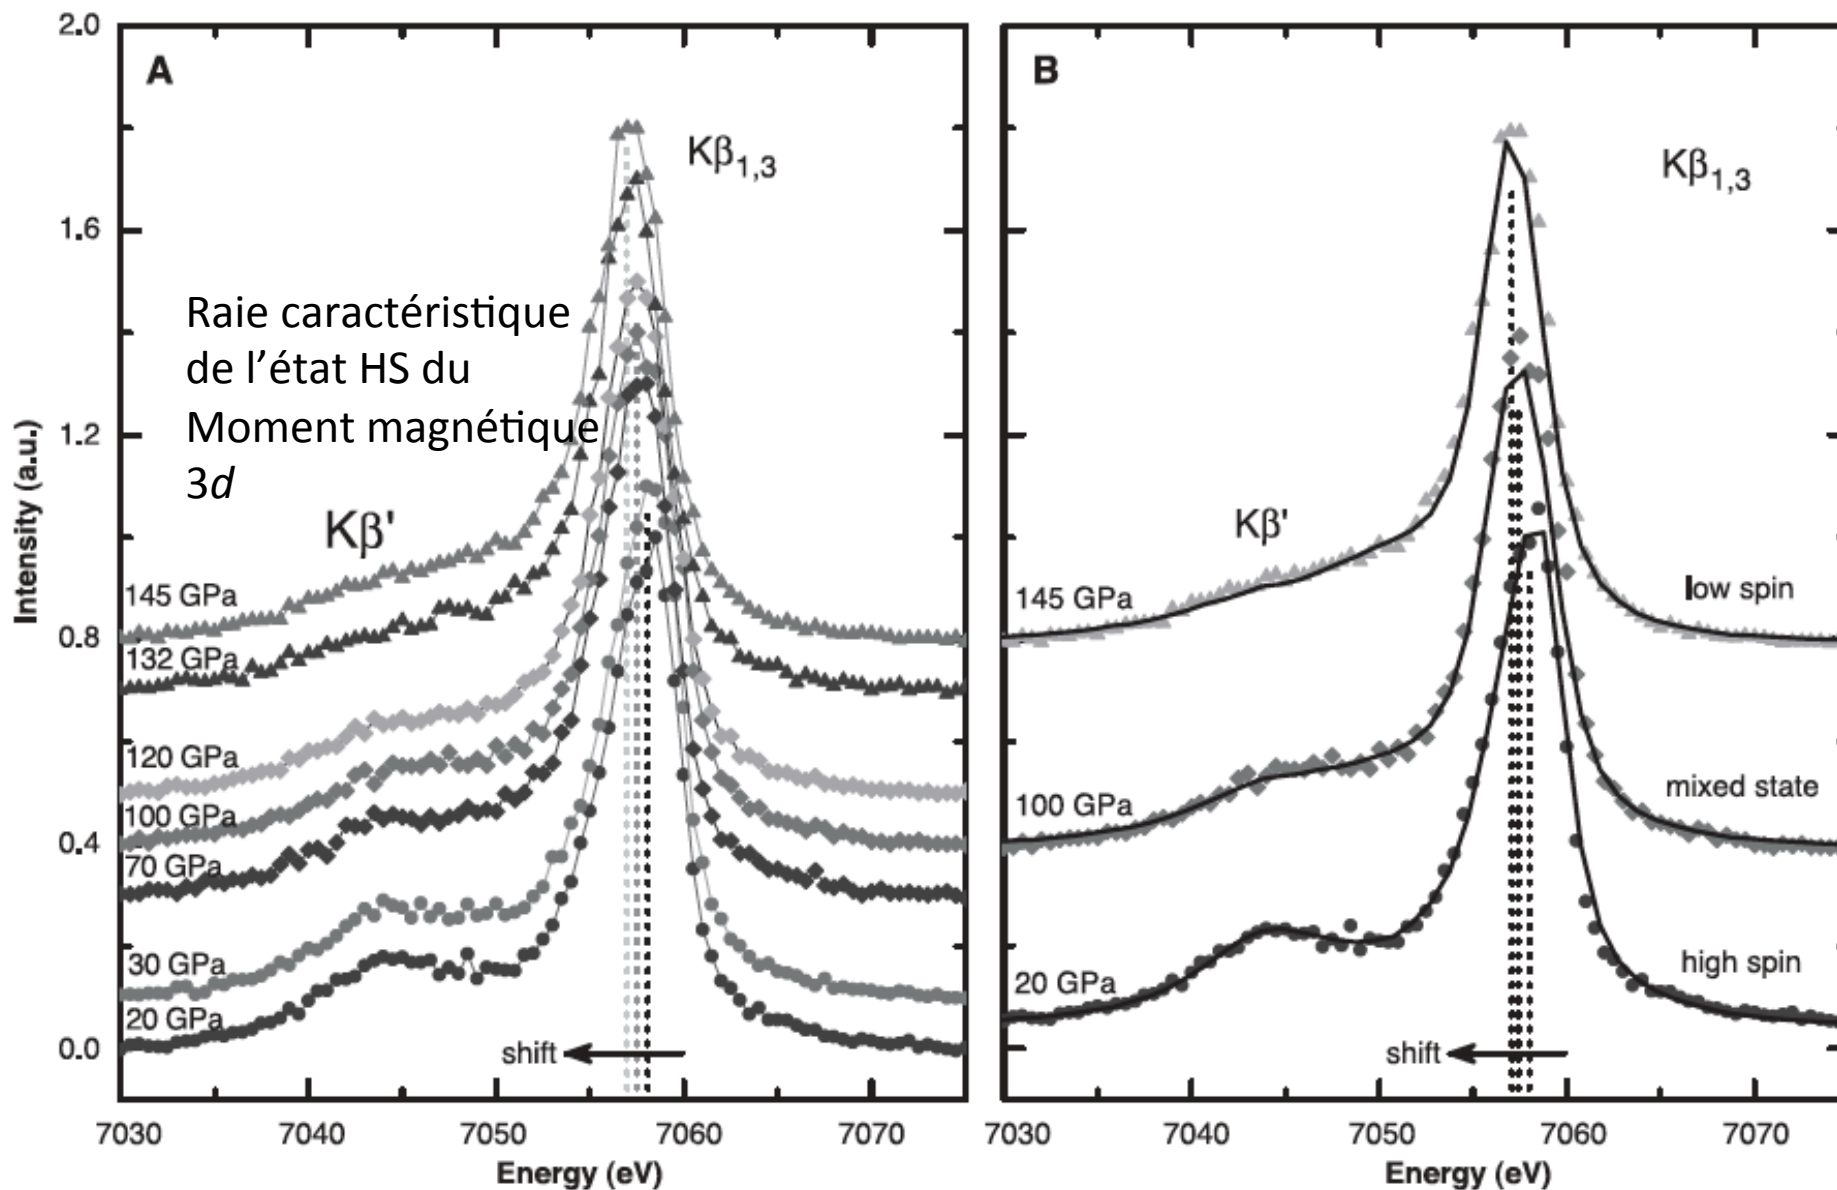 A
Kβ1,3
Raie caractéristique
de l'état HS du
Moment magnétique
3d
Kβ'
145 GPa
132 GPa
120 GPa
100 GPa
70 GPa
30 GPa
20 GPa
shift
2.0
1.6
1.2
0.8
0.4
0.0
Intensity (a.u.)
7030 7040 7050 7060 7070
Energy (eV)
B
Kβ1,3
Kβ'
145 GPa
low spin
100 GPa
mixed state
20 GPa
high spin
shift
7030 7040 7050 7060 7070
Energy (eV)